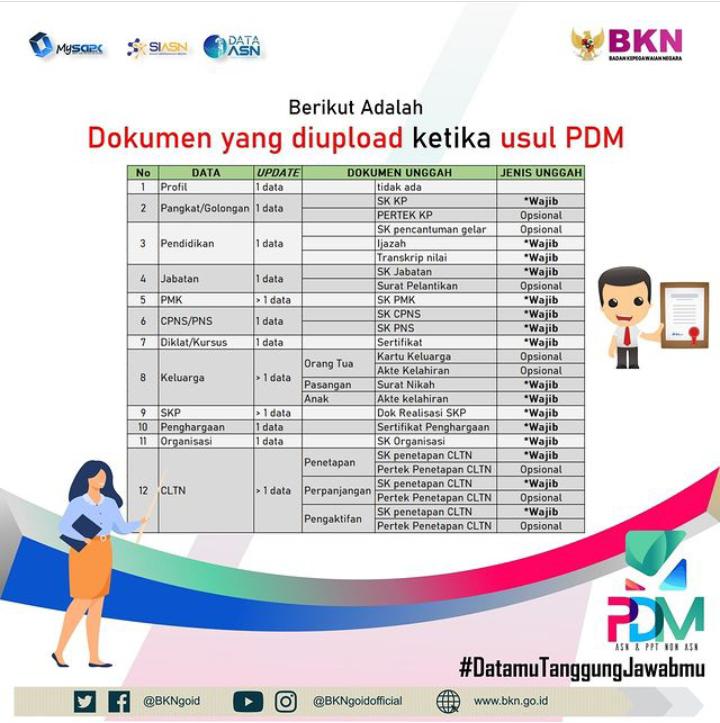 MySAPK
SIASN
DATA
ASN
BKN
BADAN KEPEGAWAIAN NEGARA
Berikut Adalah
Dokumen yang diupload ketika usul PDM
No DATA UPDATE DOKUMEN UNGGAH JENIS UNGGAH
1 Profil 1 data tidak ada
2 Pangkat/Golongan 1 data SK KP *Wajib
PERTEK KP Opsional
3 Pendidikan 1 data SK pencantuman gelar Opsional
Ijazah *Wajib
Transkrip nilai *Wajib
4 Jabatan 1 data SK Jabatan *Wajib
Surat Pelantikan Opsional
5 PMK > 1 data SK PMK *Wajib
6 CPNS/PNS 1 data SK CPNS *Wajib
SK PNS *Wajib
7 Diklat/Kursus 1 data Sertifikat *Wajib
8 Keluarga > 1 data Orang Tua Kartu Keluarga Opsional
Akte Kelahiran Opsional
Pasangan Surat Nikah *Wajib
Anak Akte kelahiran *Wajib
9 SKP > 1 data Dok Realisasi SKP *Wajib
10 Penghargaan 1 data Sertifikat Penghargaan *Wajib
11 Organisasi 1 data SK Organisasi *Wajib
12 CLTN > 1 data Penetapan SK penetapan CLTN *Wajib
Pertek Penetapan CLTN Opsional
Perpanjangan SK penetapan CLTN *Wajib
Pertek Penetapan CLTN Opsional
Pengaktifan SK penetapan CLTN *Wajib
Pertek Penetapan CLTN Opsional
PDM
ASN & PPT NON ASN
#DatamuTanggungJawabmu
@BKNgoid @BKNgoidofficial www.bkn.go.id